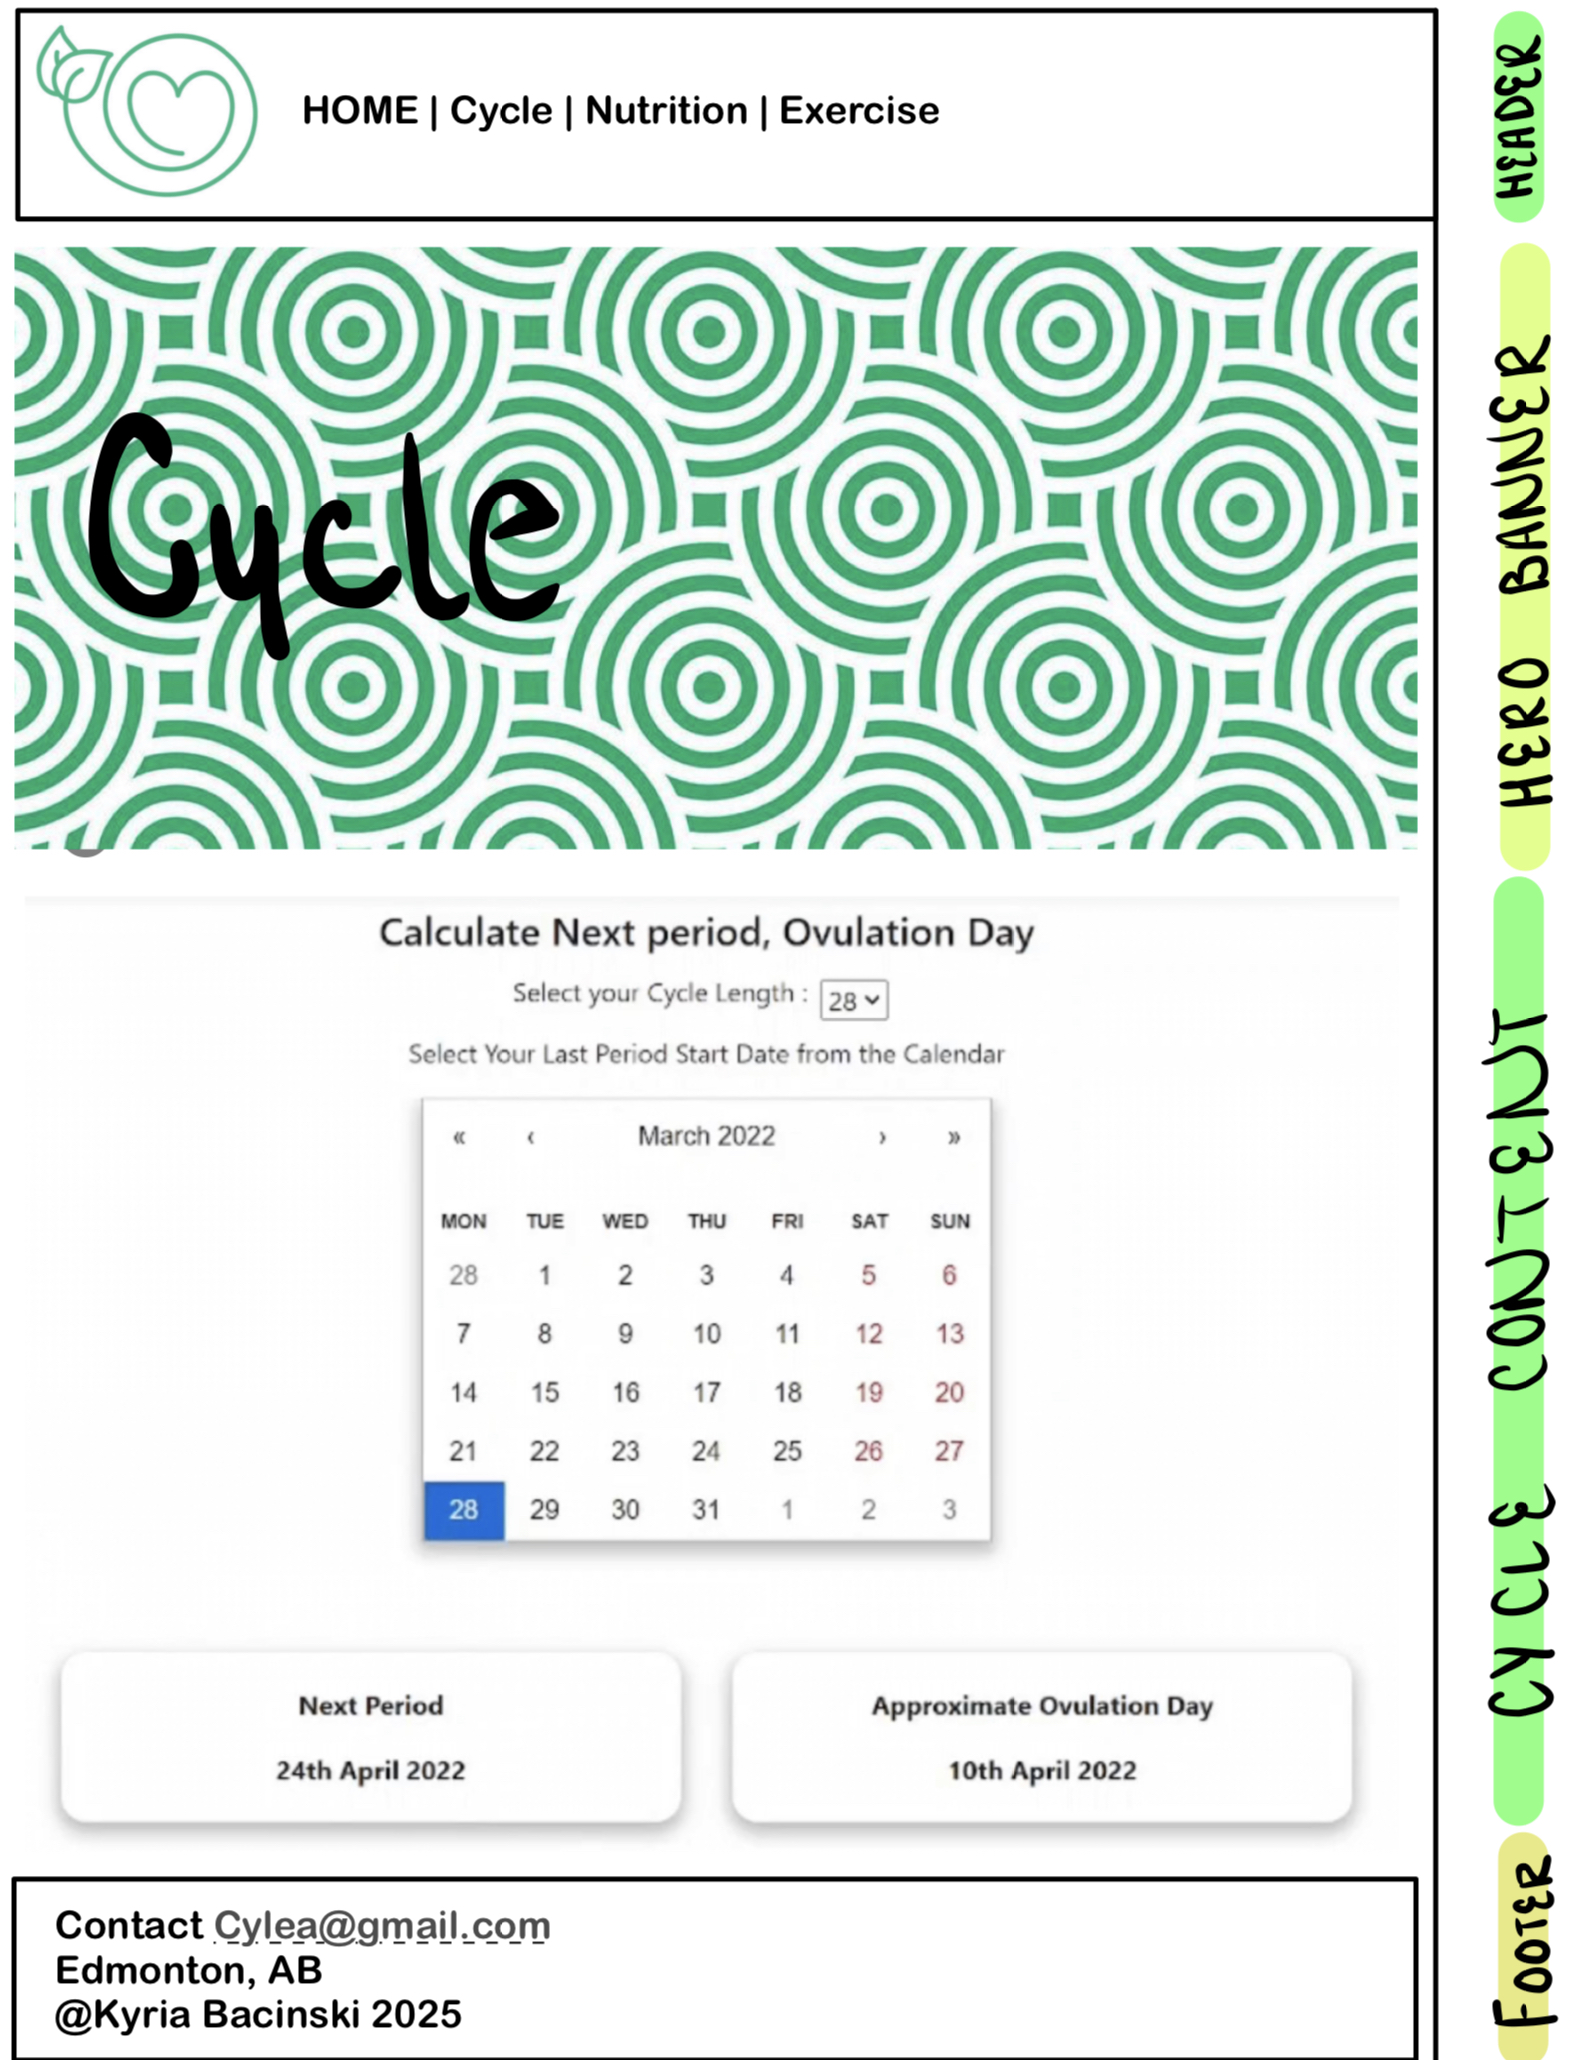 HOME | Cycle | Nutrition | Exercise
HEADER
Cycle
HERO BANNER
Calculate Next period, Ovulation Day
Select your Cycle Length : 28
Select Your Last Period Start Date from the Calendar
« ‹ March 2022 › »
MON TUE WED THU FRI SAT SUN
28 1 2 3 4 5 6
7 8 9 10 11 12 13
14 15 16 17 18 19 20
21 22 23 24 25 26 27
28 29 30 31 1 2 3
Next Period
24th April 2022
Approximate Ovulation Day
10th April 2022
CYCLE CONTENT
Contact Cylea@gmail.com
Edmonton, AB
@Kyria Bacinski 2025
FOOTER